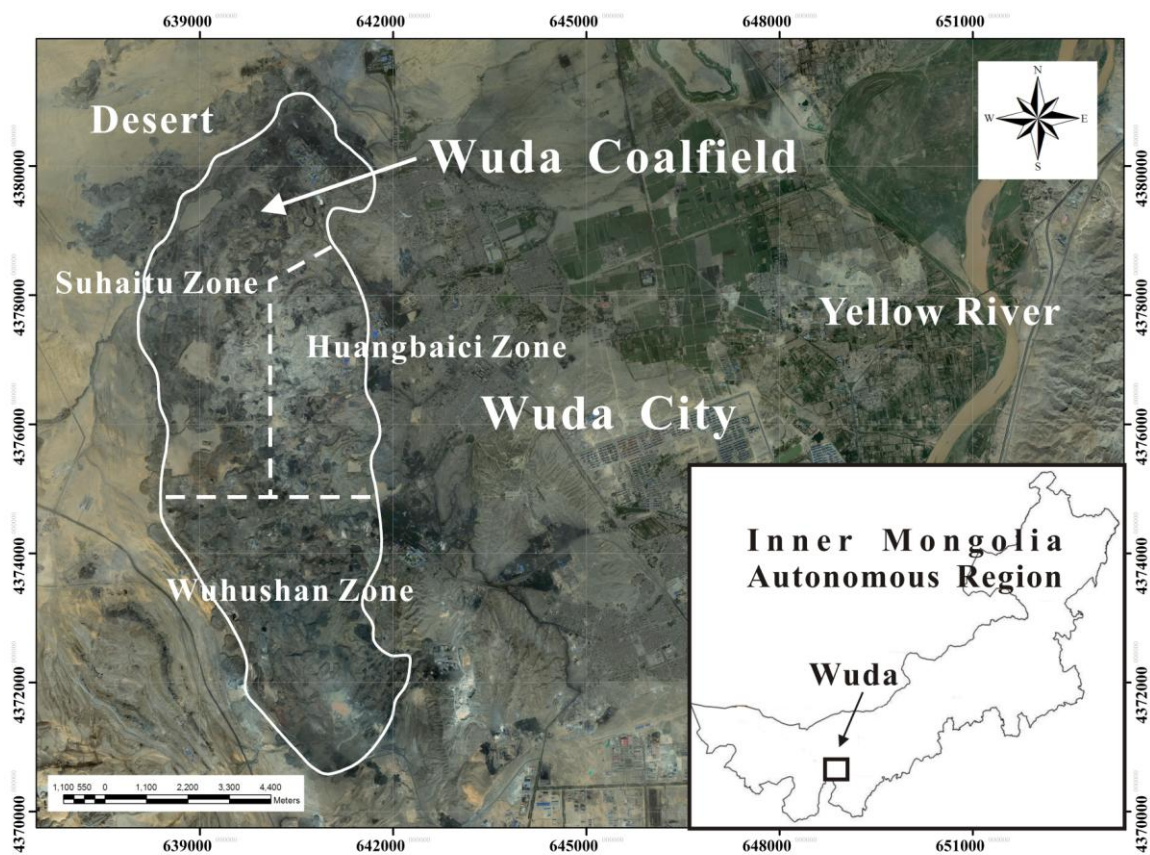 639000
642000
645000
648000
651000
N
W
E
S
Desert
Wuda Coalfield
4380000
4380000
Suhaitu Zone
4378000
4378000
Yellow River
Huangbaici Zone
Wuda City
4376000
4376000
Inner Mongolia
Autonomous Region
4374000
4374000
Wuhushan Zone
Wuda
4372000
4372000
1,100 550 0 1,100 2,200 3,300 4,400
Meters
4370000
4370000
639000
642000
645000
648000
651000